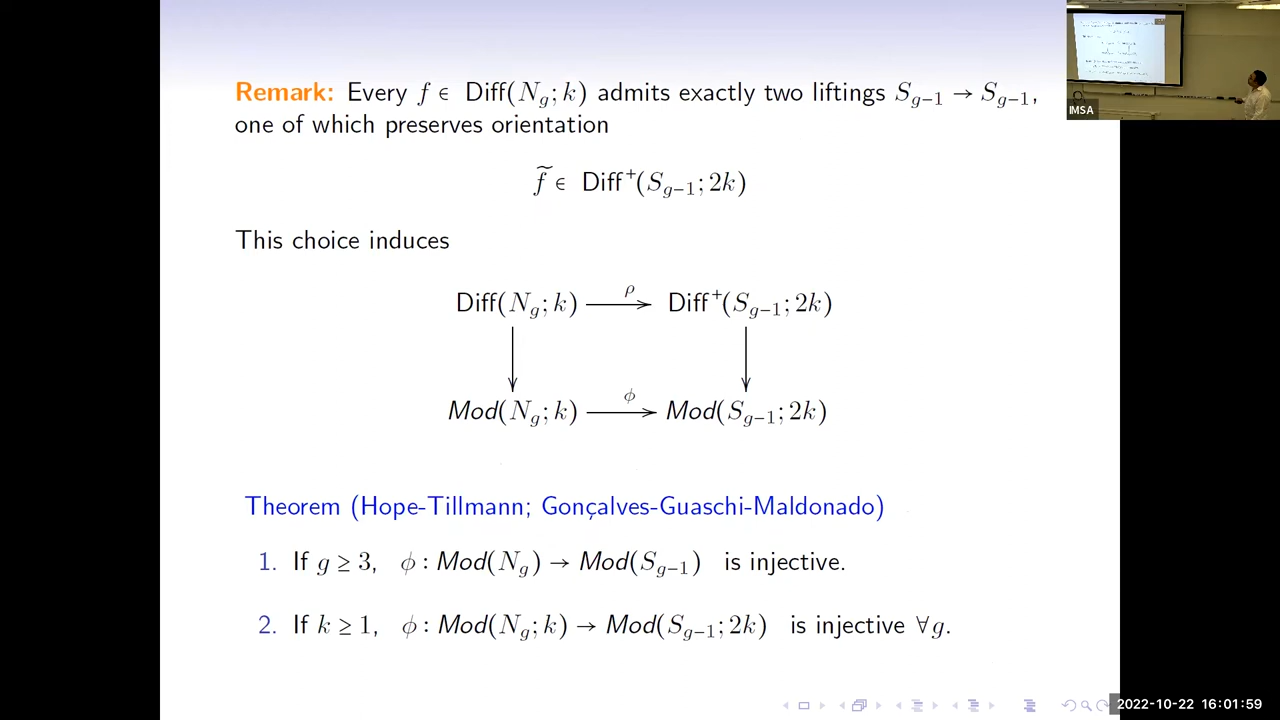 Remark: Every f ∈ Diff(N_g; k) admits exactly two liftings S_{g−1} → S_{g−1},
one of which preserves orientation
f̃ ∈ Diff⁺(S_{g−1}; 2k)
This choice induces
Diff(N_g; k) —ρ→ Diff⁺(S_{g−1}; 2k)
Mod(N_g; k) —ϕ→ Mod(S_{g−1}; 2k)
Theorem (Hope-Tillmann; Gonçalves-Guaschi-Maldonado)
1. If g ≥ 3, ϕ : Mod(N_g) → Mod(S_{g−1}) is injective.
2. If k ≥ 1, ϕ : Mod(N_g; k) → Mod(S_{g−1}; 2k) is injective ∀g.
IMSA
2022-10-22 16:01:59